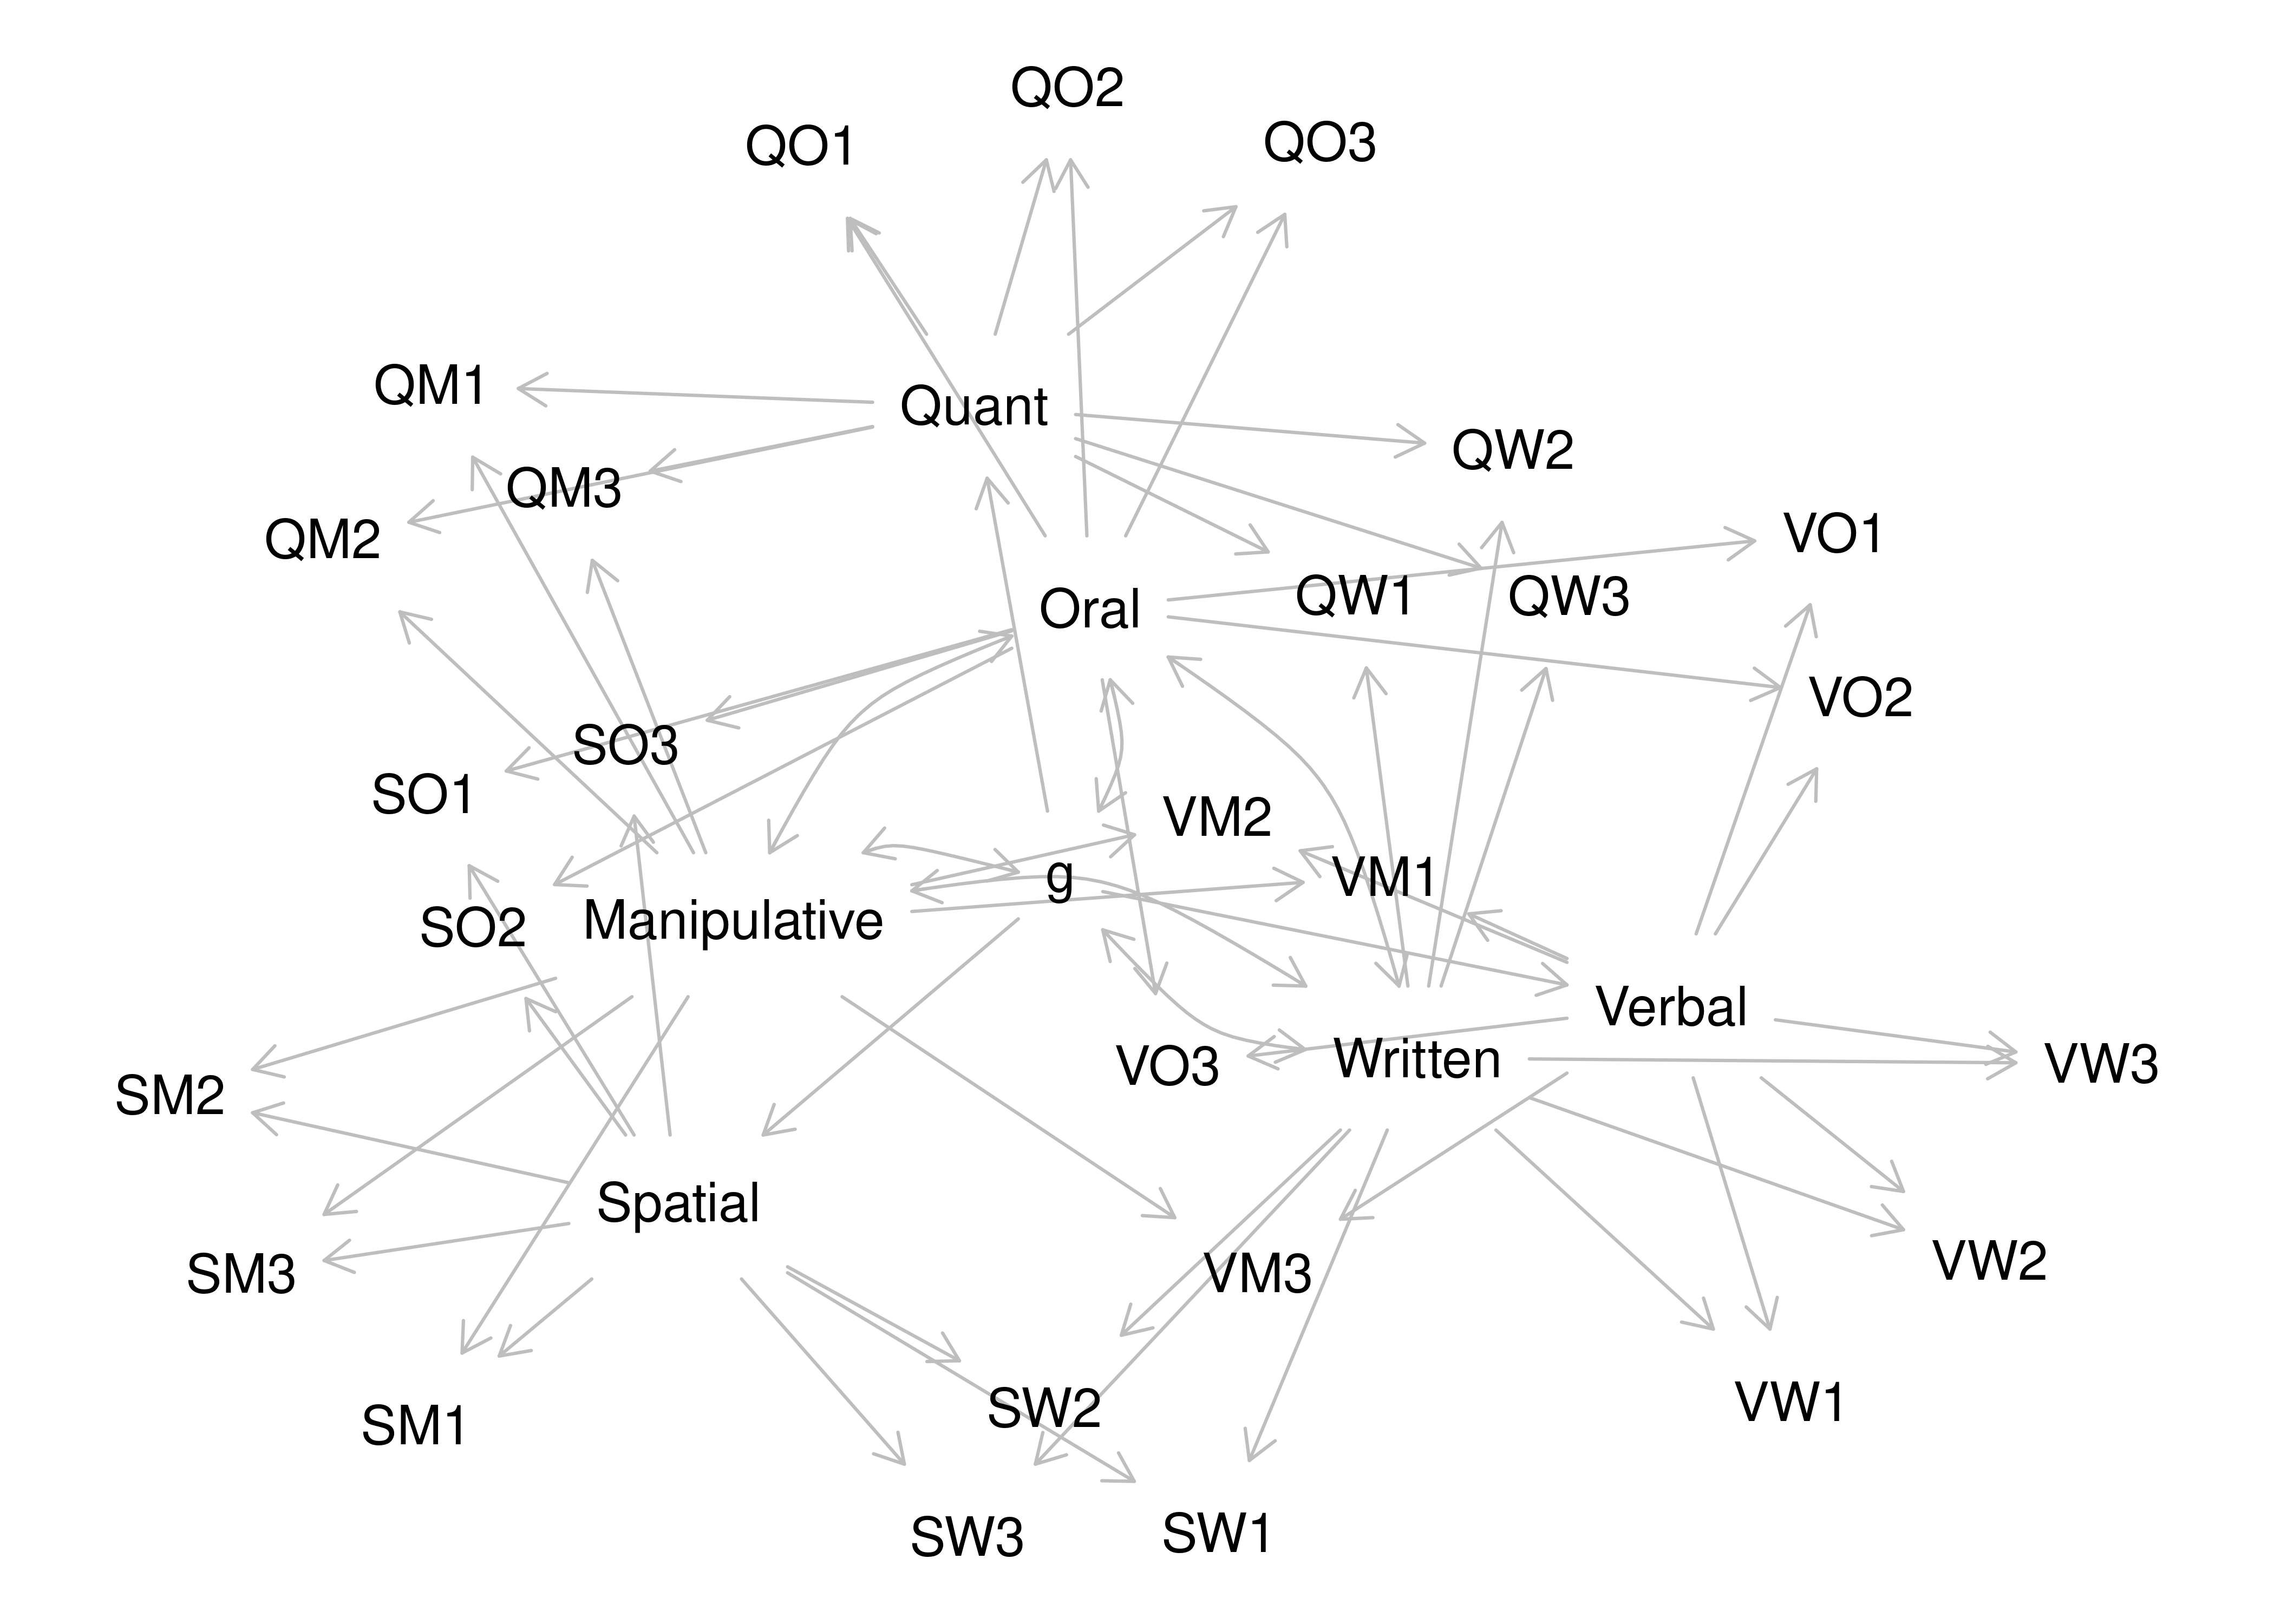 QO2
QO1
QO3
QM1
Quant
QW2
QM3
QM2
VO1
QW1
QW3
Oral
VO2
SO3
SO1
VM2
VM1
g
SO2
Manipulative
Verbal
Written
VO3
VW3
SM2
Spatial
SM3
VM3
VW2
SW2
VW1
SM1
SW3
SW1